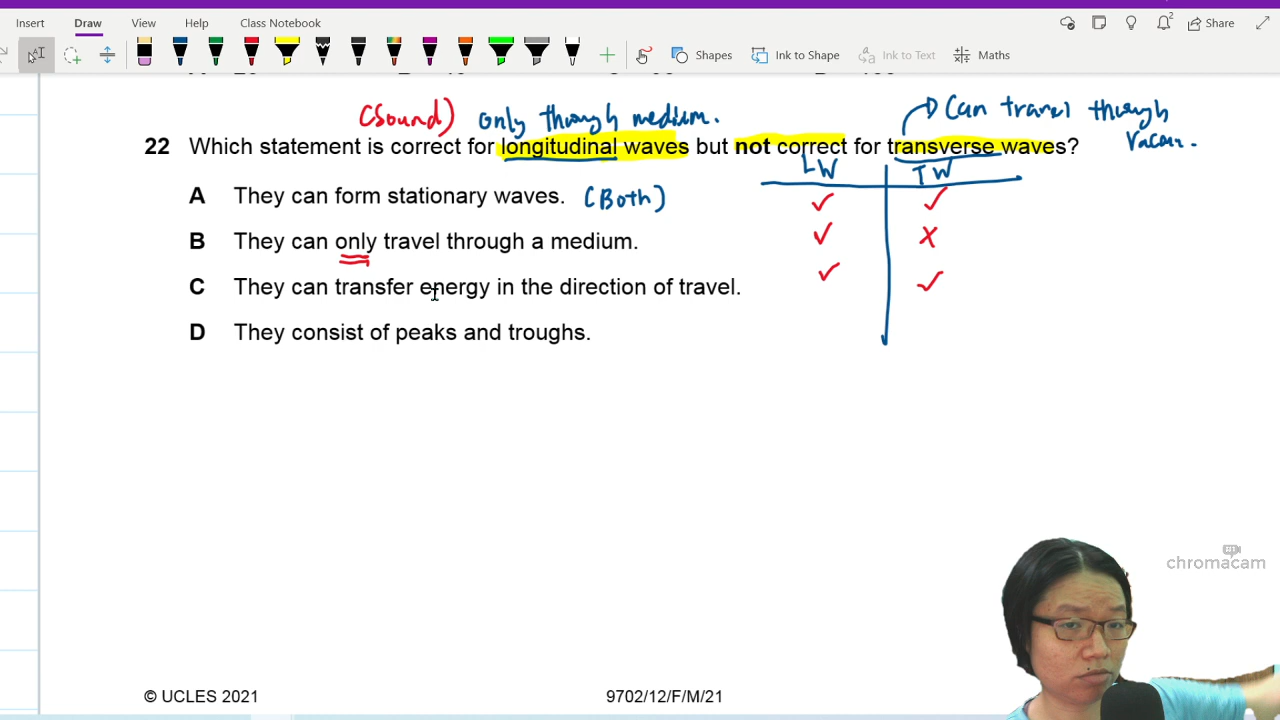 Insert Draw View Help Class Notebook Share
Shapes Ink to Shape Ink to Text Maths
(Sound) only though medium. Can travel though
22 Which statement is correct for longitudinal waves but not correct for transverse waves?
LW TW
A They can form stationary waves. (Both)
B They can only travel through a medium.
C They can transfer energy in the direction of travel.
D They consist of peaks and troughs.
chromacam
© UCLES 2021 9702/12/F/M/21